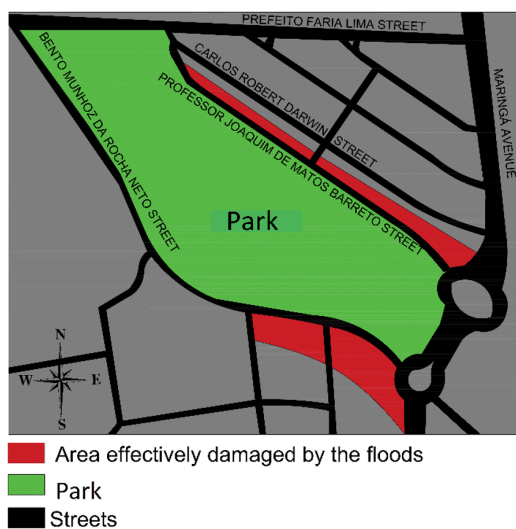 PREFEITO FARIA LIMA STREET
BENTO MUNHOZ DA ROCHA NETO STREET
CARLOS ROBERT DARWIN STREET
PROFESSOR JOAQUIM DE MATOS BARRETO STREET
MARINGÁ AVENUE
Park
N
W E
S
Area effectively damaged by the floods
Park
Streets